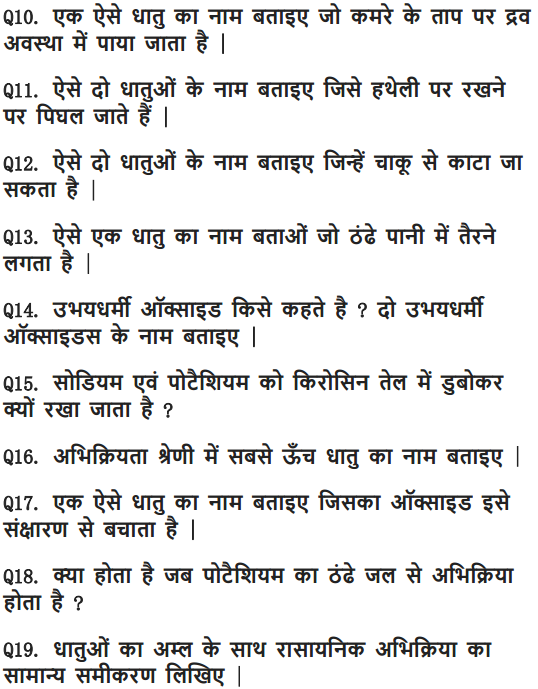 Q10. एक ऐसे धातु का नाम बताइए जो कमरे के ताप पर द्रव
अवस्था में पाया जाता है |
Q11. ऐसे दो धातुओं के नाम बताइए जिसे हथेली पर रखने
पर पिघल जाते हैं |
Q12. ऐसे दो धातुओं के नाम बताइए जिन्हें चाकू से काटा जा
सकता है |
Q13. ऐसे एक धातु का नाम बताओं जो ठंढे पानी में तैरने
लगता है |
Q14. उभयधर्मी ऑक्साइड किसे कहते है ? दो उभयधर्मी
ऑक्साइडस के नाम बताइए |
Q15. सोडियम एवं पोटैशियम को किरोसिन तेल में डुबोकर
क्यों रखा जाता है ?
Q16. अभिक्रियता श्रेणी में सबसे ऊँच धातु का नाम बताइए |
Q17. एक ऐसे धातु का नाम बताइए जिसका ऑक्साइड इसे
संक्षारण से बचाता है |
Q18. क्या होता है जब पोटैशियम का ठंढे जल से अभिक्रिया
होता है ?
Q19. धातुओं का अम्ल के साथ रासायनिक अभिक्रिया का
सामान्य समीकरण लिखिए |